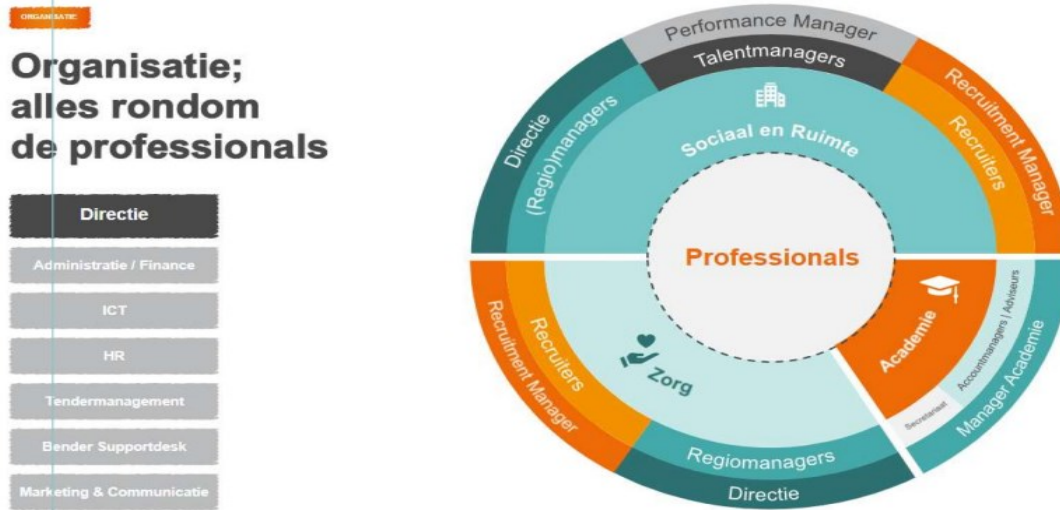 ORGANISATIE
Organisatie;
alles rondom
de professionals
Directie
Administratie / Finance
ICT
HR
Tendermanagement
Bender Supportdesk
Marketing & Communicatie
Performance Manager
Talentmanagers
Directie
(Regio)managers
Sociaal en Ruimte
Recruiters
Recruitment Manager
Professionals
Recruitment Manager
Recruiters
Zorg
Regiomanagers
Directie
Academie
Accountmanagers | Adviseurs
Secretariaat
Manager Academie